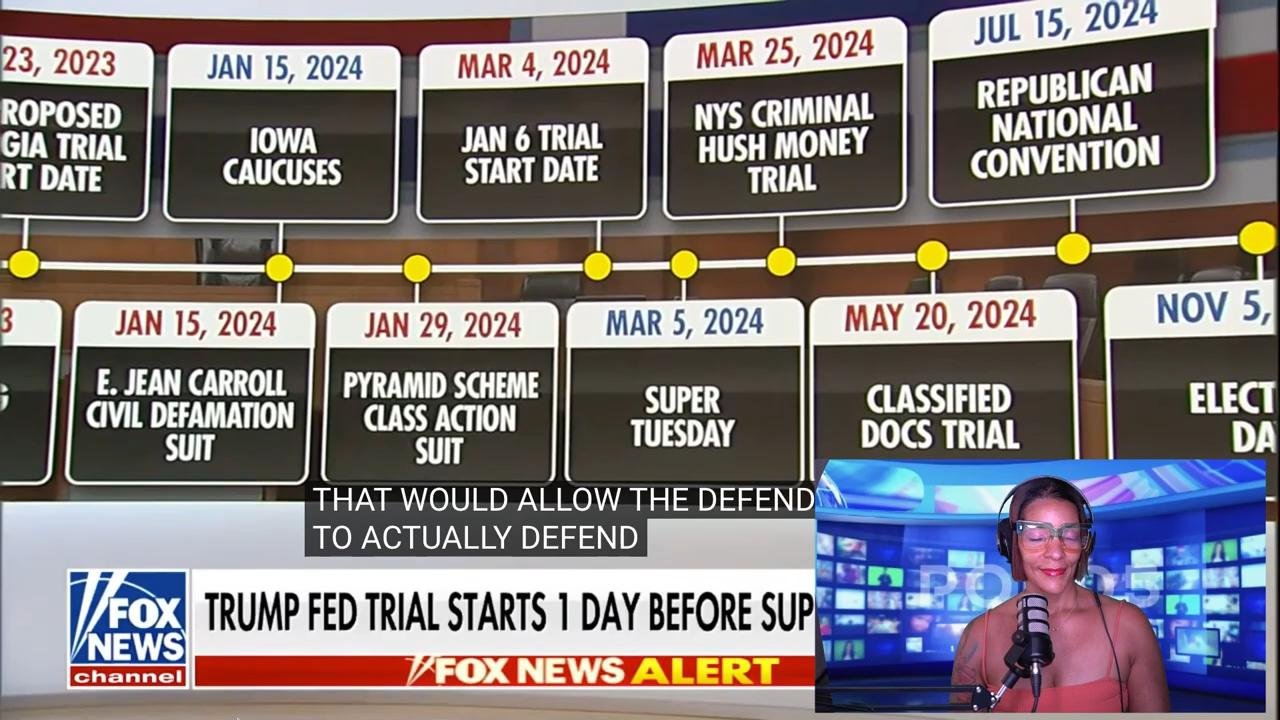 23, 2023
ROPOSED
GIA TRIAL
RT DATE
JAN 15, 2024
IOWA
CAUCUSES
MAR 4, 2024
JAN 6 TRIAL
START DATE
MAR 25, 2024
NYS CRIMINAL
HUSH MONEY
TRIAL
JUL 15, 2024
REPUBLICAN
NATIONAL
CONVENTION
3
G
JAN 15, 2024
E. JEAN CARROLL
CIVIL DEFAMATION
SUIT
JAN 29, 2024
PYRAMID SCHEME
CLASS ACTION
SUIT
MAR 5, 2024
SUPER
TUESDAY
MAY 20, 2024
CLASSIFIED
DOCS TRIAL
NOV 5,
ELECT
DA
THAT WOULD ALLOW THE DEFEND
TO ACTUALLY DEFEND
FOX
NEWS
channel
TRUMP FED TRIAL STARTS 1 DAY BEFORE SUP
FOX NEWS ALERT